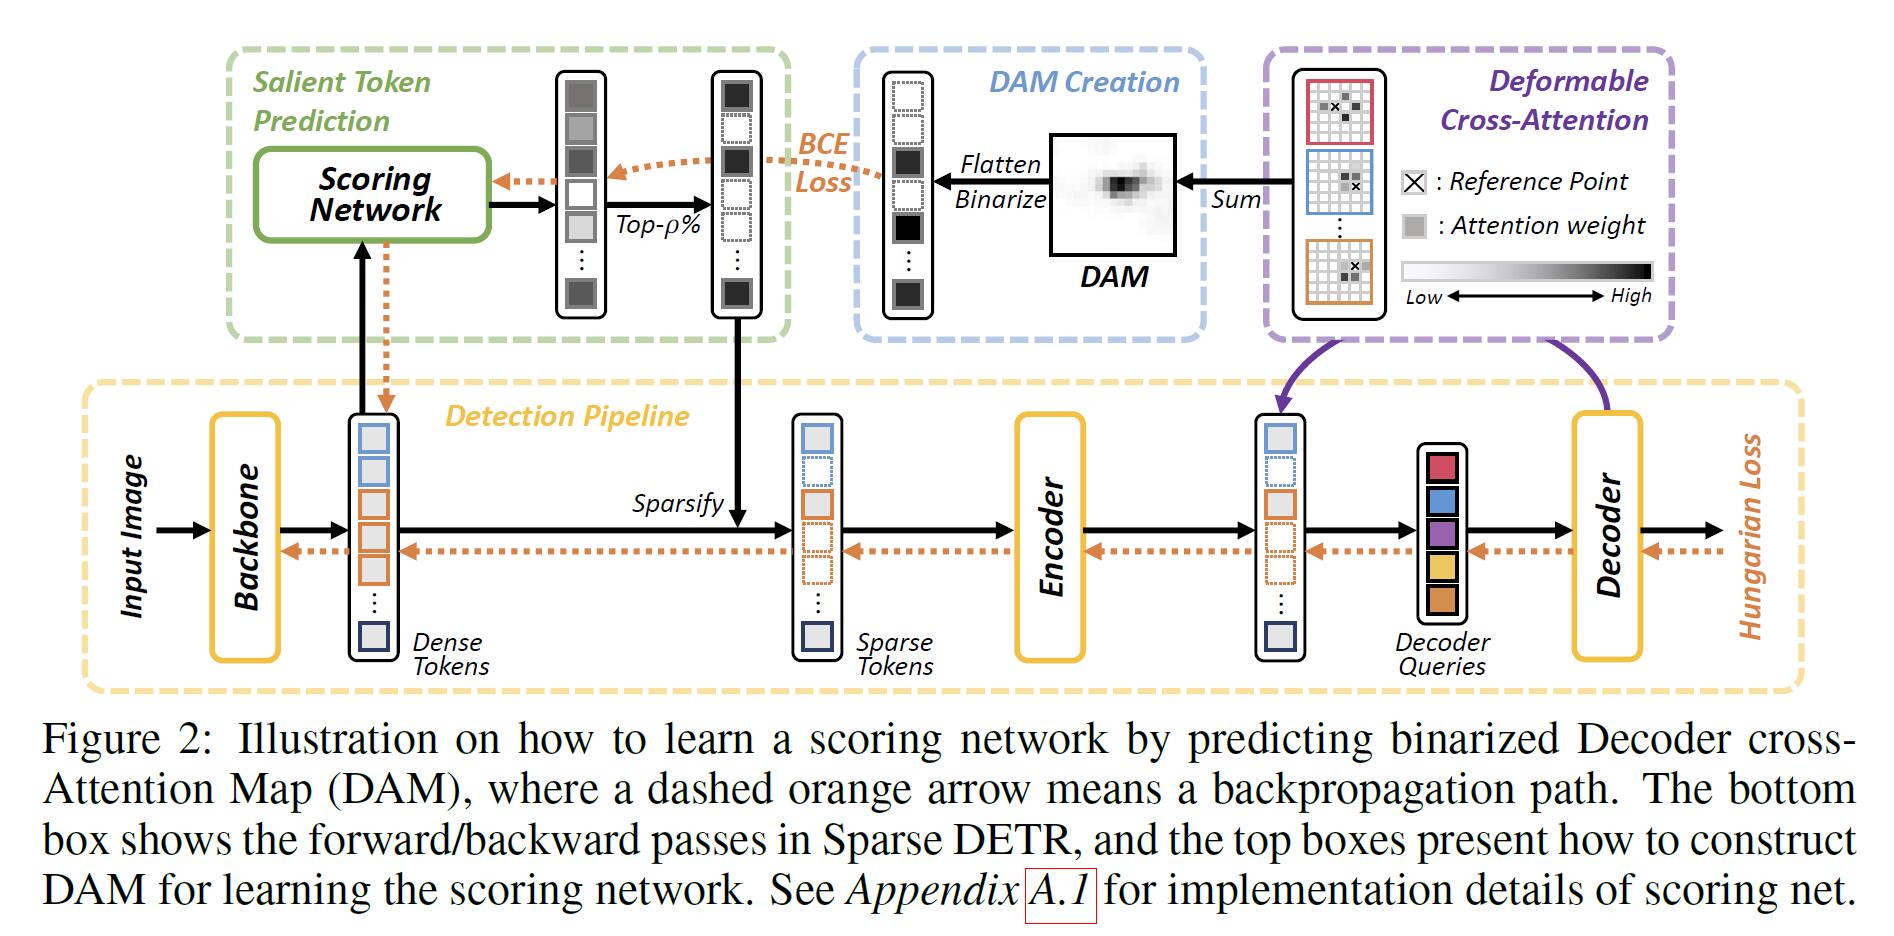 Salient Token
Prediction
Scoring
Network
Top-ρ%
BCE
Loss
DAM Creation
Flatten
Binarize
DAM
Sum
Deformable
Cross-Attention
: Reference Point
: Attention weight
Low
High
Detection Pipeline
Input Image
Backbone
Dense
Tokens
Sparsify
Sparse
Tokens
Encoder
Decoder
Queries
Decoder
Hungarian Loss
Figure 2: Illustration on how to learn a scoring network by predicting binarized Decoder cross-
Attention Map (DAM), where a dashed orange arrow means a backpropagation path. The bottom
box shows the forward/backward passes in Sparse DETR, and the top boxes present how to construct
DAM for learning the scoring network. See Appendix A.1 for implementation details of scoring net.